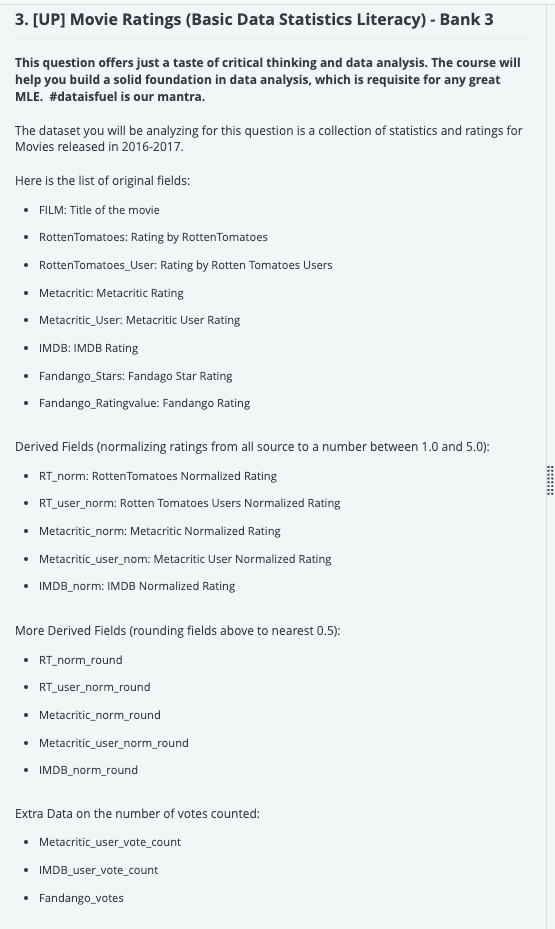 3. [UP] Movie Ratings (Basic Data Statistics Literacy) - Bank 3
This question offers just a taste of critical thinking and data analysis. The course will
help you build a solid foundation in data analysis, which is requisite for any great
MLE.  #dataisfuel is our mantra.
The dataset you will be analyzing for this question is a collection of statistics and ratings for
Movies released in 2016-2017.
Here is the list of original fields:
• FILM: Title of the movie
• RottenTomatoes: Rating by RottenTomatoes
• RottenTomatoes_User: Rating by Rotten Tomatoes Users
• Metacritic: Metacritic Rating
• Metacritic_User: Metacritic User Rating
• IMDB: IMDB Rating
• Fandango_Stars: Fandago Star Rating
• Fandango_Ratingvalue: Fandango Rating
Derived Fields (normalizing ratings from all source to a number between 1.0 and 5.0):
• RT_norm: RottenTomatoes Normalized Rating
• RT_user_norm: Rotten Tomatoes Users Normalized Rating
• Metacritic_norm: Metacritic Normalized Rating
• Metacritic_user_nom: Metacritic User Normalized Rating
• IMDB_norm: IMDB Normalized Rating
More Derived Fields (rounding fields above to nearest 0.5):
• RT_norm_round
• RT_user_norm_round
• Metacritic_norm_round
• Metacritic_user_norm_round
• IMDB_norm_round
Extra Data on the number of votes counted:
• Metacritic_user_vote_count
• IMDB_user_vote_count
• Fandango_votes